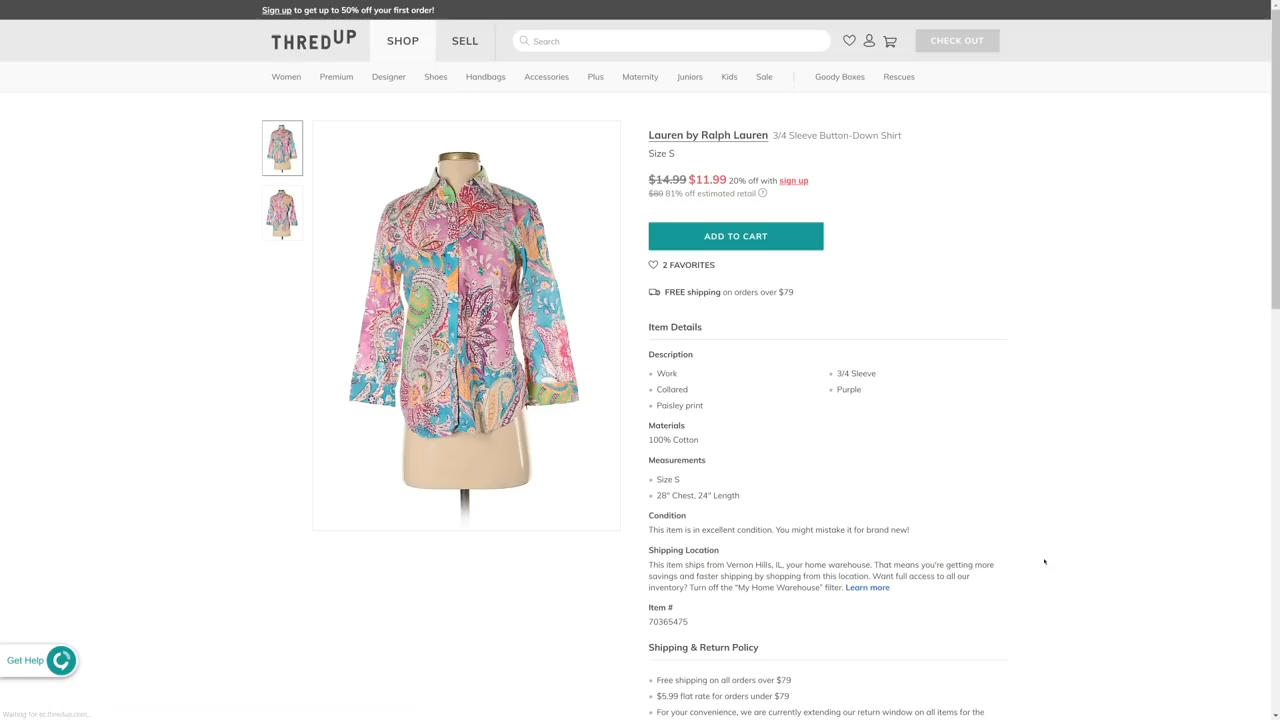 Sign up to get up to 50% off your first order!
THREDUP
SHOP
SELL
Search
CHECK OUT
Women
Premium
Designer
Shoes
Handbags
Accessories
Plus
Maternity
Juniors
Kids
Sale
Goody Boxes
Rescues
Lauren by Ralph Lauren 3/4 Sleeve Button-Down Shirt
Size S
$14.99 $11.99 20% off with sign up
$80 81% off estimated retail ?
ADD TO CART
2 FAVORITES
FREE shipping on orders over $79
Item Details
Description
Work
3/4 Sleeve
Collared
Purple
Paisley print
Materials
100% Cotton
Measurements
Size S
28" Chest, 24" Length
Condition
This item is in excellent condition. You might mistake it for brand new!
Shipping Location
This item ships from Vernon Hills, IL, your home warehouse. That means you're getting more
savings and faster shipping by shopping from this location. Want full access to all our
inventory? Turn off the "My Home Warehouse" filter. Learn more
Item #
70365475
Get Help
Shipping & Return Policy
Free shipping on all orders over $79
$5.99 flat rate for orders under $79
For your convenience, we are currently extending our return window on all items for the
Waiting for ec.thredup.com...